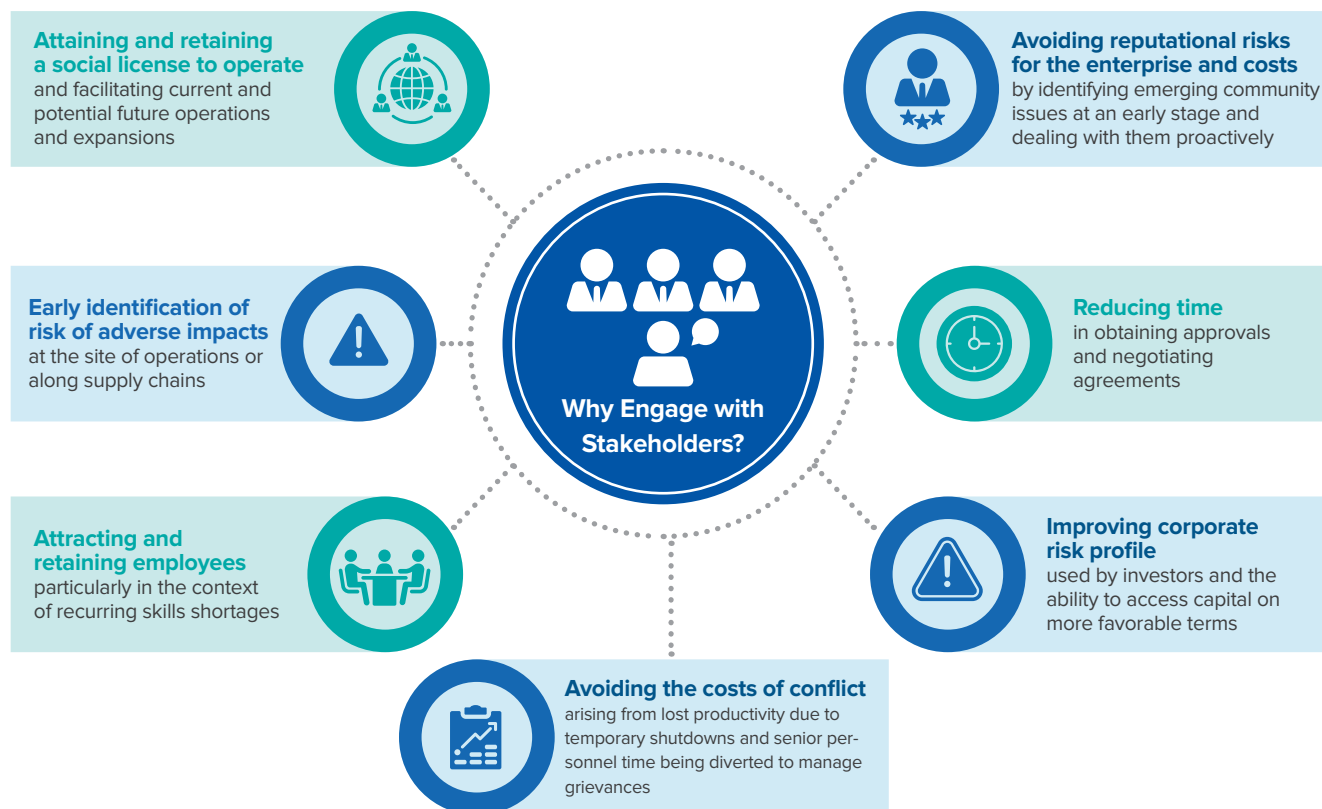 Attaining and retaining
a social license to operate
and facilitating current and
potential future operations
and expansions
Avoiding reputational risks
for the enterprise and costs
by identifying emerging community
issues at an early stage and
dealing with them proactively
Early identification of
risk of adverse impacts
at the site of operations or
along supply chains
Why Engage with
Stakeholders?
Reducing time
in obtaining approvals
and negotiating
agreements
Attracting and
retaining employees
particularly in the context
of recurring skills shortages
Improving corporate
risk profile
used by investors and the
ability to access capital on
more favorable terms
Avoiding the costs of conflict
arising from lost productivity due to
temporary shutdowns and senior per-
sonnel time being diverted to manage
grievances